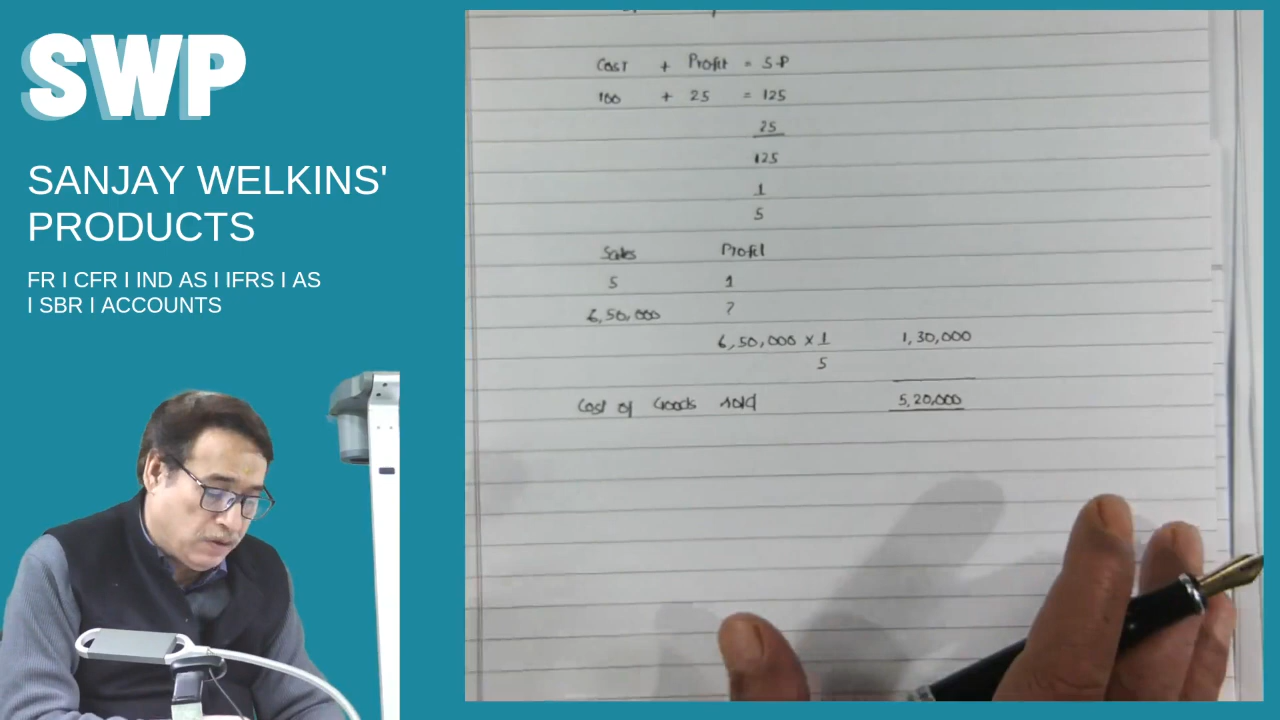 SWP
SANJAY WELKINS'
PRODUCTS
FR I CFR I IND AS I IFRS I AS
I SBR I ACCOUNTS
Cost + Profit = S.P
100 + 25 = 125
25
125
1
5
Sales Profit
5 1
6,50,000 ?
6,50,000 x 1 1,30,000
5
Cost of Goods sold 5,20,000